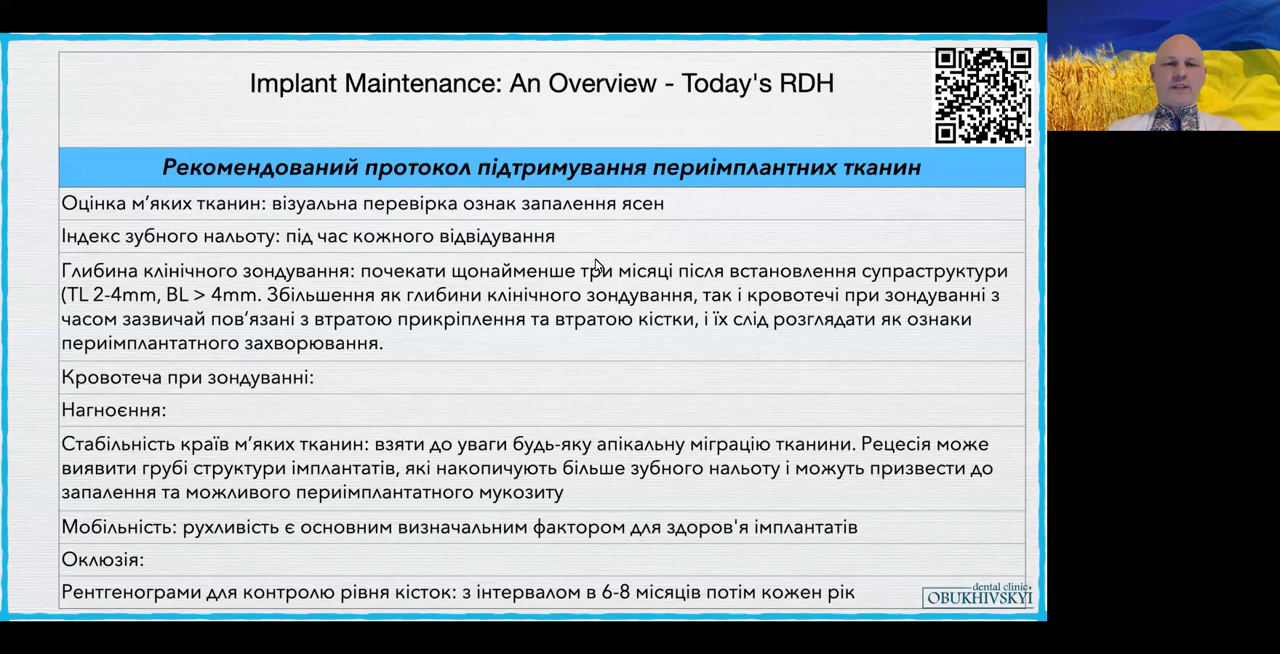 Implant Maintenance: An Overview - Today's RDH
Рекомендований протокол підтримування периімплантних тканин
Оцінка м’яких тканин: візуальна перевірка ознак запалення ясен
Індекс зубного нальоту: під час кожного відвідування
Глибина клінічного зондування: почекати щонайменше три місяці після встановлення супраструктури
(TL 2-4mm, BL > 4mm. Збільшення як глибини клінічного зондування, так і кровотечі при зондуванні з
часом зазвичай пов’язані з втратою прикріплення та втратою кістки, і їх слід розглядати як ознаки
периімплантатного захворювання.
Кровотеча при зондуванні:
Нагноєння:
Стабільність країв м’яких тканин: взяти до уваги будь-яку апікальну міграцію тканини. Рецесія може
виявити грубі структури імплантатів, які накопичують більше зубного нальоту і можуть призвести до
запалення та можливого периімплантатного мукозиту
Мобільність: рухливість є основним визначальним фактором для здоров'я імплантатів
Оклюзія:
Рентгенограми для контролю рівня кісток: з інтервалом в 6-8 місяців потім кожен рік
dental clinic
OBUKHIVSKYI